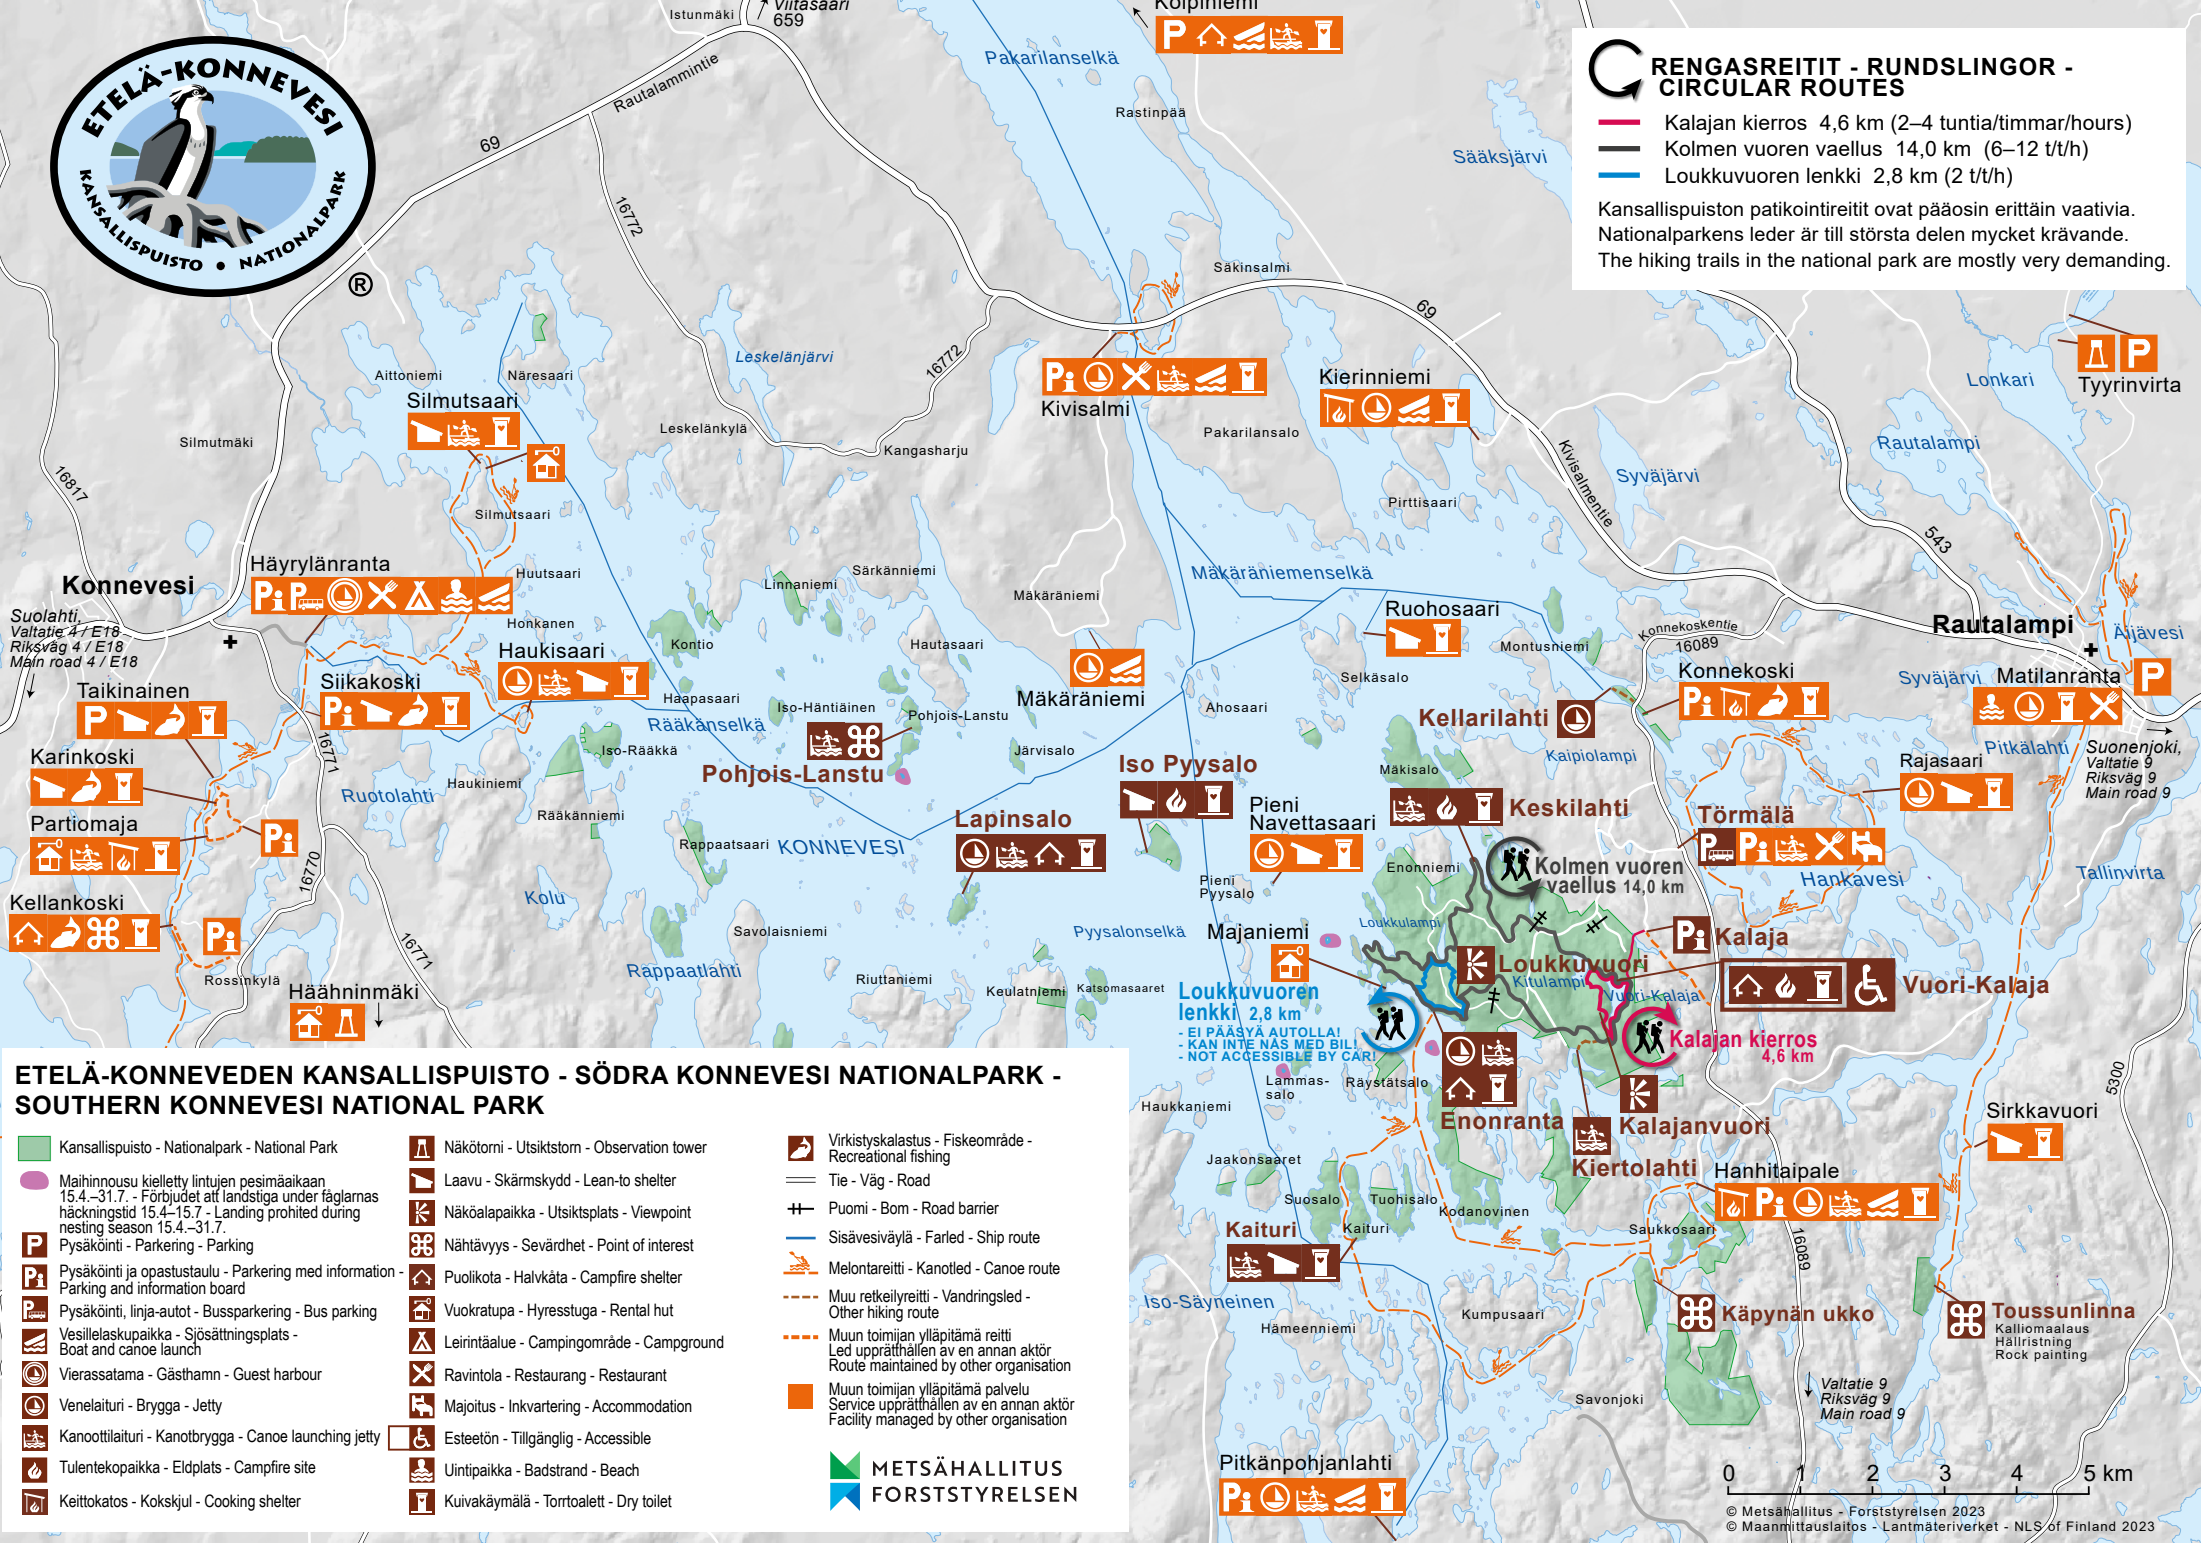 Istunmäki
Viitasaari
659
Kolpiniemi
Pakarilanselkä
Rautalammintie
69
Rastinpää
Sääksjärvi
ETELÄ-KONNEVESI
KANSALLISPUISTO • NATIONALPARK
®
RENGASREITIT - RUNDSLINGOR -
CIRCULAR ROUTES
Kalajan kierros 4,6 km (2–4 tuntia/timmar/hours)
Kolmen vuoren vaellus 14,0 km (6–12 t/t/h)
Loukkuvuoren lenkki 2,8 km (2 t/t/h)
Kansallispuiston patikointireitit ovat pääosin erittäin vaativia.
Nationalparkens leder är till största delen mycket krävande.
The hiking trails in the national park are mostly very demanding.
16772
Säkinsalmi
69
Leskelänjärvi
16772
Aittoniemi
Näresaari
Silmutsaari
Kivisalmi
Kierinniemi
Lonkari
Tyyrinvirta
Silmutmäki
Leskelänkylä
Kangasharju
Pakarilansalo
Rautalampi
Kivisalmentie
Syväjärvi
16817
Silmutsaari
Pirttisaari
543
Häyrylänranta
Huutsaari
Linnaniemi
Särkänniemi
Mäkäräniemi
Mäkäräniemenselkä
Konnevesi
Suolahti,
Valtatie 4 / E18
Riksväg 4 / E18
Main road 4 / E18
Honkanen
Kontio
Hautasaari
Ruohosaari
Montusniemi
Konnekoskentie
16089
Rautalampi
Äijävesi
Haukisaari
Siikakoski
Taikinainen
Haapasaari
Rääkänselkä
Iso-Häntiäinen
Pohjois-Lanstu
Mäkäräniemi
Selkäsalo
Ahosaari
Konnekoski
Syväjärvi
Matilanranta
Kellarilahti
Kaipiolampi
Pitkälahti
Suonenjoki,
Valtatie 9
Riksväg 9
Main road 9
Karinkoski
16771
Iso-Rääkkä
Järvisalo
Pohjois-Lanstu
Iso Pyysalo
Mäkisalo
Rajasaari
Ruotolahti
Haukiniemi
Rääkänniemi
Partiomaja
Lapinsalo
Pieni
Navettasaari
Keskilahti
Törmälä
Rappaatsaari
KONNEVESI
Enonniemi
Kolmen vuoren
vaellus 14,0 km
Hankavesi
Tallinvirta
16770
Kolu
Pieni
Pyysalo
Kellankoski
Loukkulampi
Savolaisniemi
Pyysalonselkä
Majaniemi
Kalaja
16771
Rappaatlahti
Rossinkylä
Riuttaniemi
Keulatniemi
Katsomasaaret
Loukkuvuori
Kitulampi
Vuori-Kalaja
Vuori-Kalaja
Häähninmäki
Loukkuvuoren
lenkki 2,8 km
- EI PÄÄSYÄ AUTOLLA!
- KAN INTE NÅS MED BIL!
- NOT ACCESSIBLE BY CAR!
Kalajan kierros
4,6 km
Lammas-
salo
Räystätsalo
Haukkaniemi
Enonranta
Kalajanvuori
Kiertolahti
5300
Sirkkavuori
Jaakonsaaret
Suosalo
Tuohisalo
Kodanovinen
Hanhitaipale
Kaituri
Kaituri
Saukkosaari
16089
Iso-Säyneinen
Hämeenniemi
Kumpusaari
Käpynän ukko
Toussunlinna
Kalliomaalaus
Hällristning
Rock painting
Savonjoki
Valtatie 9
Riksväg 9
Main road 9
Pitkänpohjanlahti
0 1 2 3 4 5 km
© Metsähallitus - Forststyrelsen 2023
© Maanmittauslaitos - Lantmäteriverket - NLS of Finland 2023
ETELÄ-KONNEVEDEN KANSALLISPUISTO - SÖDRA KONNEVESI NATIONALPARK -
SOUTHERN KONNEVESI NATIONAL PARK
Kansallispuisto - Nationalpark - National Park
Maihinnousu kielletty lintujen pesimäaikaan
15.4.–31.7. - Förbjudet att landstiga under fåglarnas
häckningstid 15.4–15.7 - Landing prohited during
nesting season 15.4.–31.7.
Pysäköinti - Parkering - Parking
Pysäköinti ja opastustaulu - Parkering med information -
Parking and information board
Pysäköinti, linja-autot - Bussparkering - Bus parking
Vesillelaskupaikka - Sjösättningsplats -
Boat and canoe launch
Vierassatama - Gästhamn - Guest harbour
Venelaituri - Brygga - Jetty
Kanoottilaituri - Kanotbrygga - Canoe launching jetty
Tulentekopaikka - Eldplats - Campfire site
Keittokatos - Kokskjul - Cooking shelter
Näkötorni - Utsiktstorn - Observation tower
Laavu - Skärmskydd - Lean-to shelter
Näköalapaikka - Utsiktsplats - Viewpoint
Nähtävyys - Sevärdhet - Point of interest
Puolikota - Halvkåta - Campfire shelter
Vuokratupa - Hyresstuga - Rental hut
Leirintäalue - Campingområde - Campground
Ravintola - Restaurang - Restaurant
Majoitus - Inkvartering - Accommodation
Esteetön - Tillgänglig - Accessible
Uintipaikka - Badstrand - Beach
Kuivakäymälä - Torrtoalett - Dry toilet
Virkistyskalastus - Fiskeområde -
Recreational fishing
Tie - Väg - Road
Puomi - Bom - Road barrier
Sisävesiväylä - Farled - Ship route
Melontareitti - Kanotled - Canoe route
Muu retkeilyreitti - Vandringsled -
Other hiking route
Muun toimijan ylläpitämä reitti
Led upprätthållen av en annan aktör
Route maintained by other organisation
Muun toimijan ylläpitämä palvelu
Service upprätthållen av en annan aktör
Facility managed by other organisation
METSÄHALLITUS
FORSTSTYRELSEN